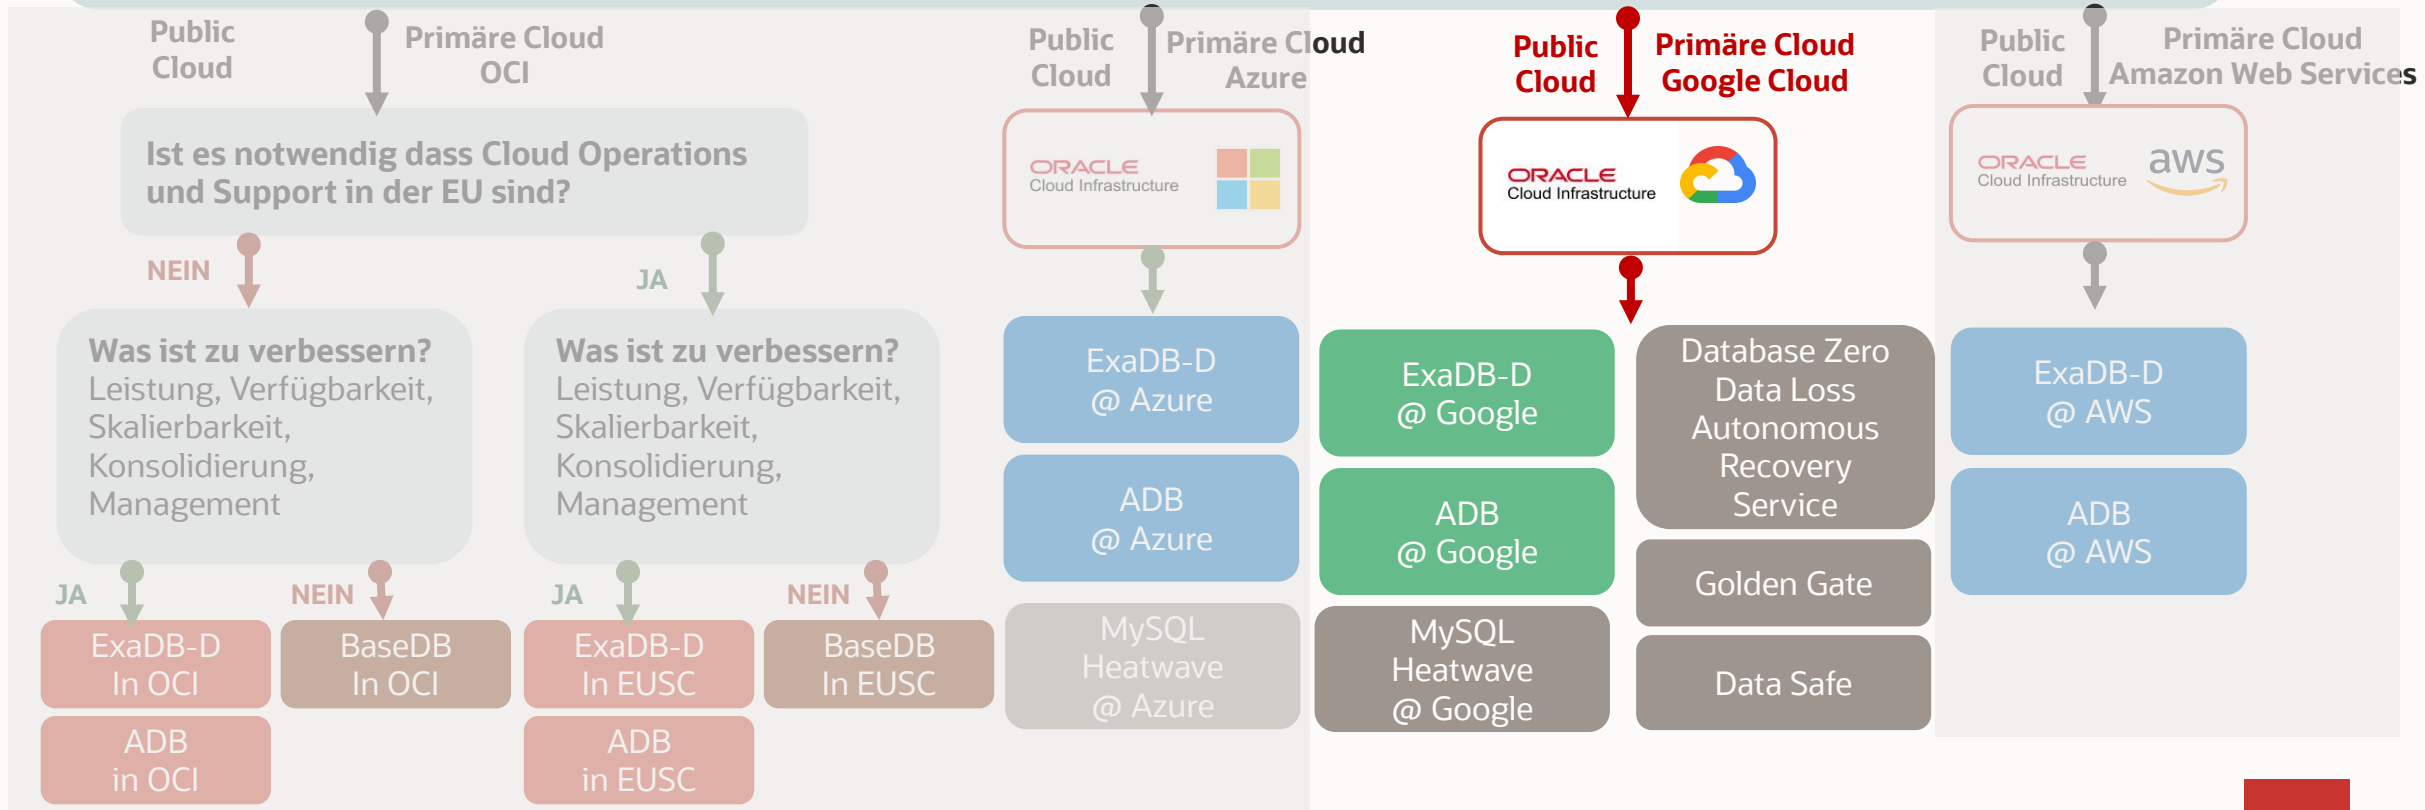 Public
Cloud
Primäre Cloud
OCI
Ist es notwendig dass Cloud Operations
und Support in der EU sind?
NEIN
JA
Was ist zu verbessern?
Leistung, Verfügbarkeit,
Skalierbarkeit,
Konsolidierung,
Management
Was ist zu verbessern?
Leistung, Verfügbarkeit,
Skalierbarkeit,
Konsolidierung,
Management
JA
NEIN
JA
NEIN
ExaDB-D
In OCI
BaseDB
In OCI
ExaDB-D
In EUSC
BaseDB
In EUSC
ADB
in OCI
ADB
in EUSC
Public
Cloud
Primäre Cloud
Azure
ORACLE
Cloud Infrastructure
ExaDB-D
@ Azure
ADB
@ Azure
MySQL
Heatwave
@ Azure
Public
Cloud
Primäre Cloud
Google Cloud
ORACLE
Cloud Infrastructure
ExaDB-D
@ Google
ADB
@ Google
MySQL
Heatwave
@ Google
Database Zero
Data Loss
Autonomous
Recovery
Service
Golden Gate
Data Safe
Public
Cloud
Primäre Cloud
Amazon Web Services
ORACLE
Cloud Infrastructure
aws
ExaDB-D
@ AWS
ADB
@ AWS